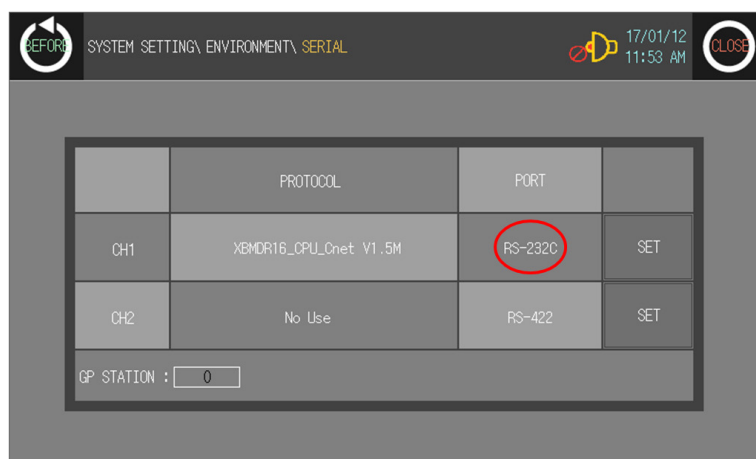 BEFORE
SYSTEM SETTING\ ENVIRONMENT\ SERIAL
17/01/12
11:53 AM
CLOSE
PROTOCOL PORT
CH1 XBMDR16_CPU_Cnet V1.5M RS-232C SET
CH2 No Use RS-422 SET
GP STATION : 0